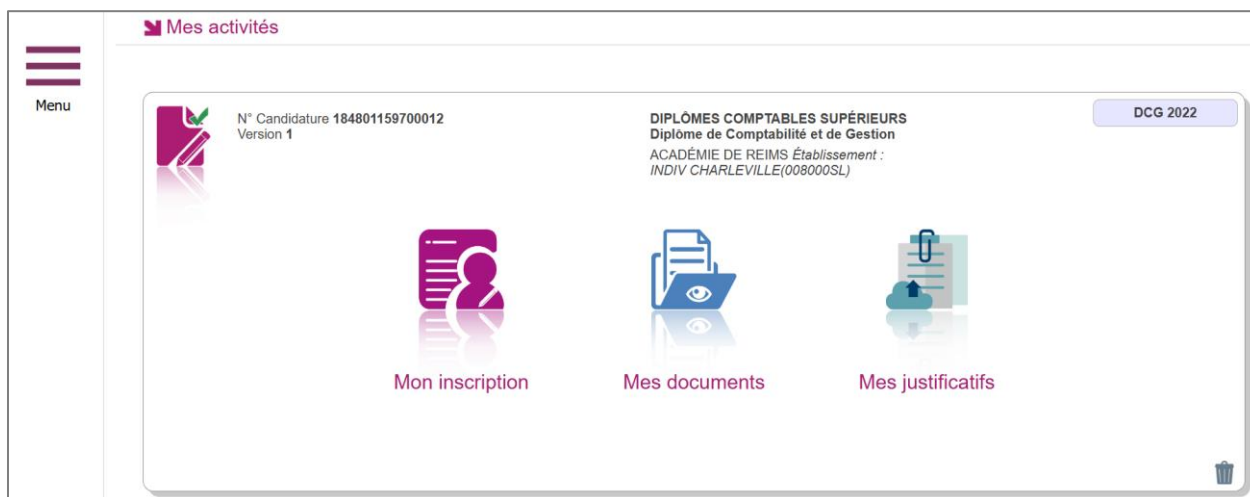 Mes activités
Menu
N° Candidature 184801159700012
Version 1
DIPLÔMES COMPTABLES SUPÉRIEURS
Diplôme de Comptabilité et de Gestion
ACADÉMIE DE REIMS Établissement :
INDIV CHARLEVILLE(008000SL)
DCG 2022
Mon inscription
Mes documents
Mes justificatifs